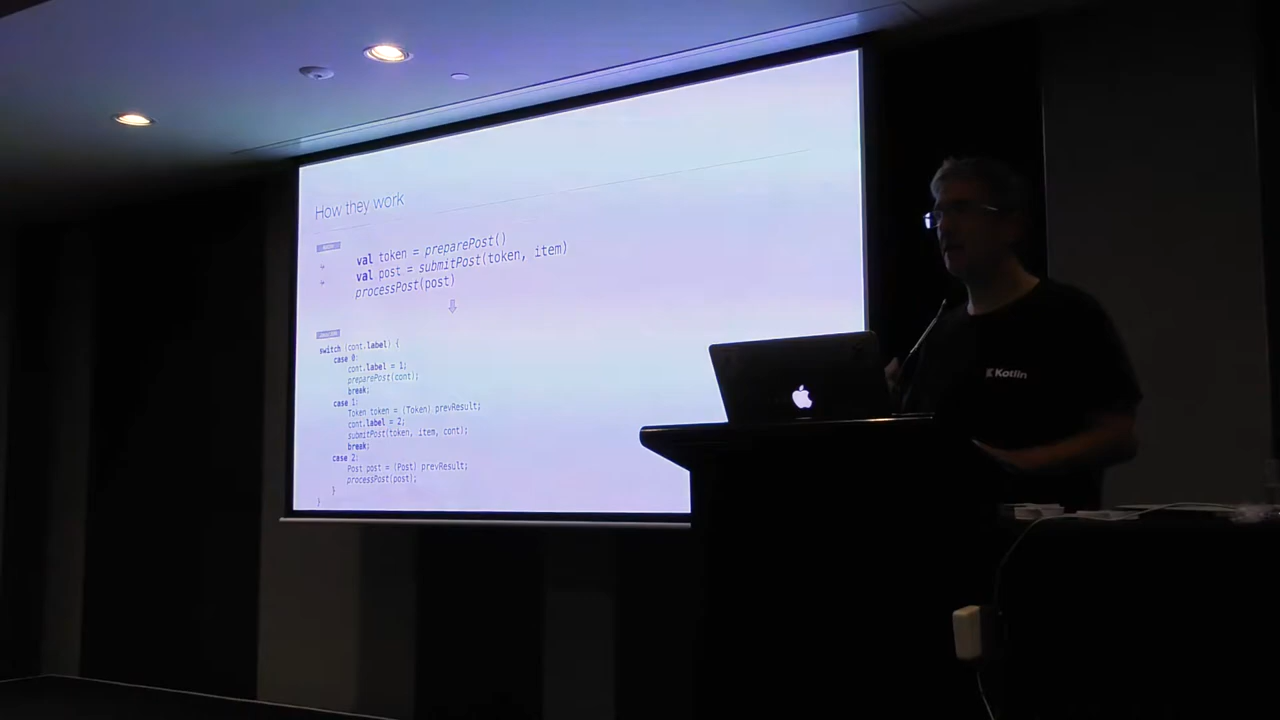 How they work
val token = preparePost()
val post = submitPost(token, item)
processPost(post)
switch (cont.label) {
case 0:
cont.label = 1;
preparePost(cont);
break;
case 1:
Token token = (Token) prevResult;
cont.label = 2;
submitPost(token, item, cont);
break;
case 2:
Post post = (Post) prevResult;
processPost(post);
}
}
Kotlin